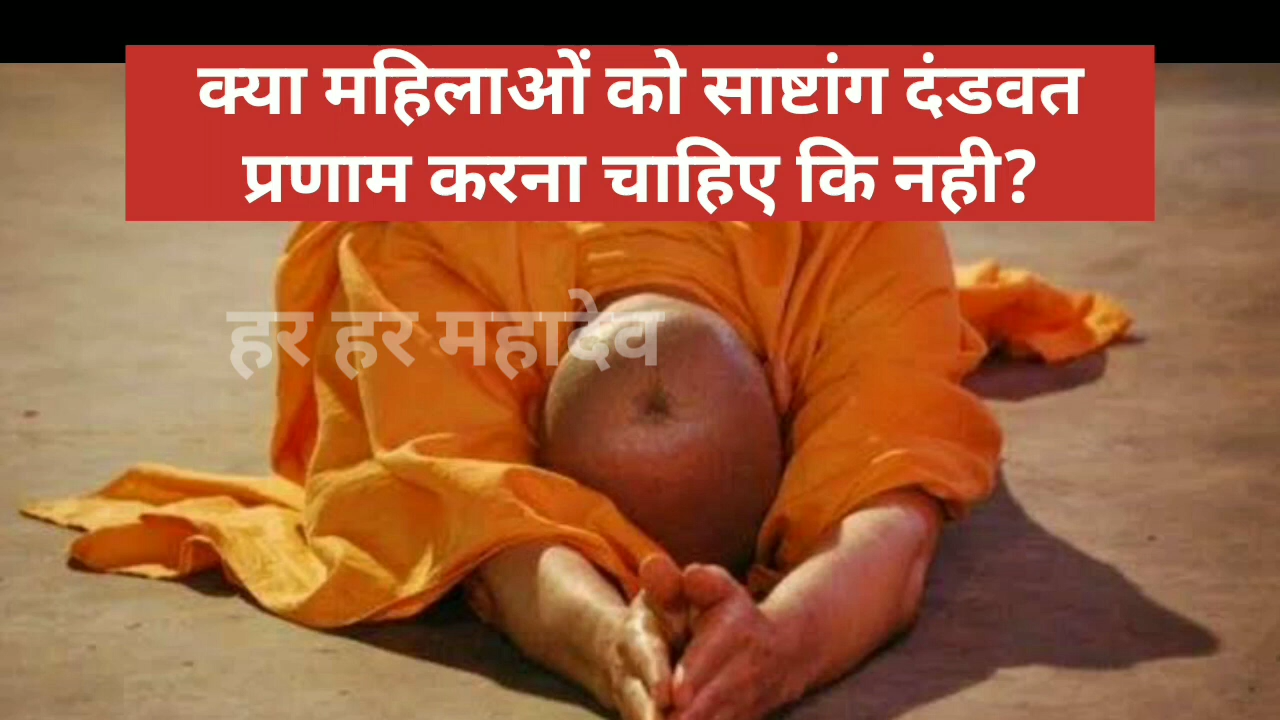 क्या महिलाओं को साष्टांग दंडवत
प्रणाम करना चाहिए कि नही?
हर हर महादेव